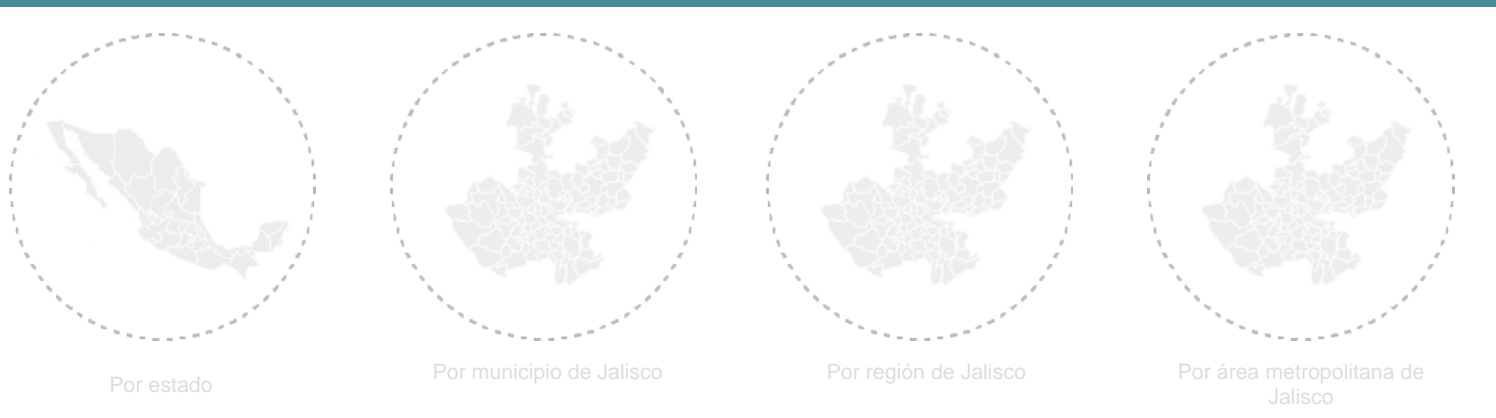 Por estado
Por municipio de Jalisco
Por región de Jalisco
Por área metropolitana de
Jalisco